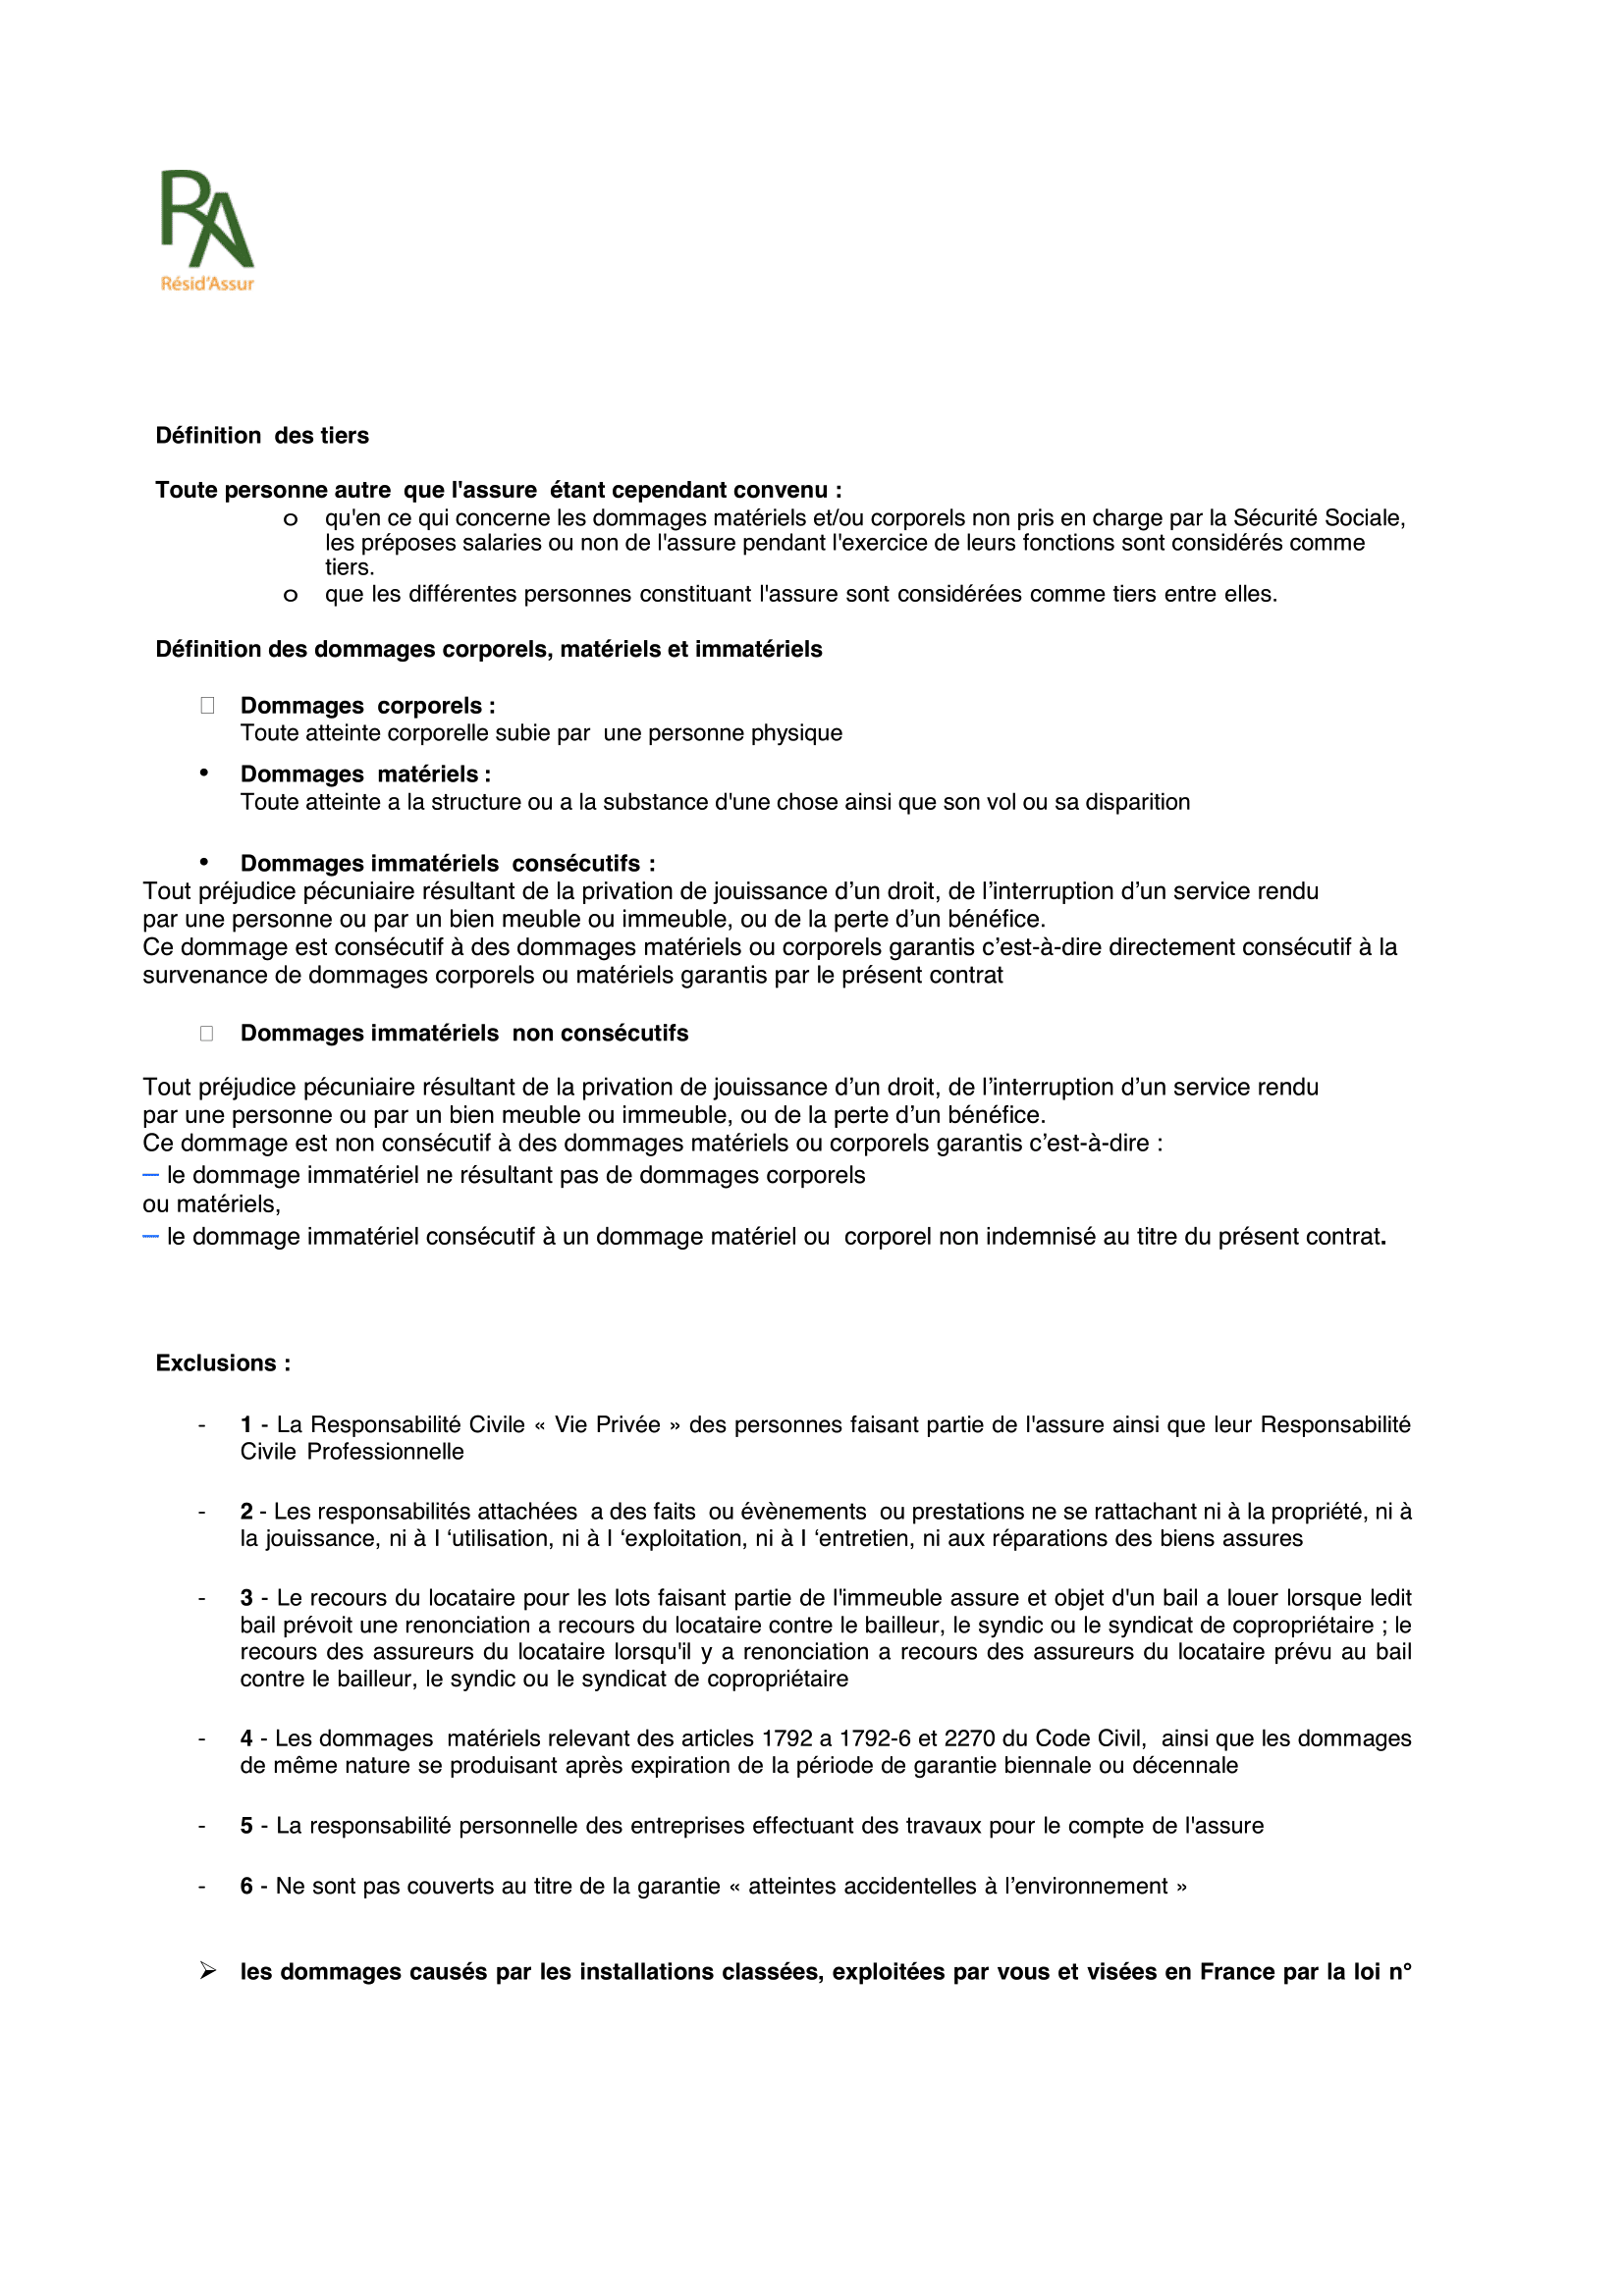 RA
Résid'Assur
Définition des tiers
Toute personne autre que l'assure étant cependant convenu :
o qu'en ce qui concerne les dommages matériels et/ou corporels non pris en charge par la Sécurité Sociale,
les préposes salaries ou non de l'assure pendant l'exercice de leurs fonctions sont considérés comme
tiers.
o que les différentes personnes constituant l'assure sont considérées comme tiers entre elles.
Définition des dommages corporels, matériels et immatériels
Dommages corporels :
Toute atteinte corporelle subie par une personne physique
• Dommages matériels :
Toute atteinte a la structure ou a la substance d'une chose ainsi que son vol ou sa disparition
• Dommages immatériels consécutifs :
Tout préjudice pécuniaire résultant de la privation de jouissance d’un droit, de l’interruption d’un service rendu
par une personne ou par un bien meuble ou immeuble, ou de la perte d’un bénéfice.
Ce dommage est consécutif à des dommages matériels ou corporels garantis c’est-à-dire directement consécutif à la
survenance de dommages corporels ou matériels garantis par le présent contrat
Dommages immatériels non consécutifs
Tout préjudice pécuniaire résultant de la privation de jouissance d’un droit, de l’interruption d’un service rendu
par une personne ou par un bien meuble ou immeuble, ou de la perte d’un bénéfice.
Ce dommage est non consécutif à des dommages matériels ou corporels garantis c’est-à-dire :
— le dommage immatériel ne résultant pas de dommages corporels
ou matériels,
— le dommage immatériel consécutif à un dommage matériel ou corporel non indemnisé au titre du présent contrat.
Exclusions :
- 1 - La Responsabilité Civile « Vie Privée » des personnes faisant partie de l'assure ainsi que leur Responsabilité
Civile Professionnelle
- 2 - Les responsabilités attachées a des faits ou évènements ou prestations ne se rattachant ni à la propriété, ni à
la jouissance, ni à l ‘utilisation, ni à l ‘exploitation, ni à l ‘entretien, ni aux réparations des biens assures
- 3 - Le recours du locataire pour les lots faisant partie de l'immeuble assure et objet d'un bail a louer lorsque ledit
bail prévoit une renonciation a recours du locataire contre le bailleur, le syndic ou le syndicat de copropriétaire ; le
recours des assureurs du locataire lorsqu'il y a renonciation a recours des assureurs du locataire prévu au bail
contre le bailleur, le syndic ou le syndicat de copropriétaire
- 4 - Les dommages matériels relevant des articles 1792 a 1792-6 et 2270 du Code Civil, ainsi que les dommages
de même nature se produisant après expiration de la période de garantie biennale ou décennale
- 5 - La responsabilité personnelle des entreprises effectuant des travaux pour le compte de l'assure
- 6 - Ne sont pas couverts au titre de la garantie « atteintes accidentelles à l’environnement »
➢ les dommages causés par les installations classées, exploitées par vous et visées en France par la loi n°